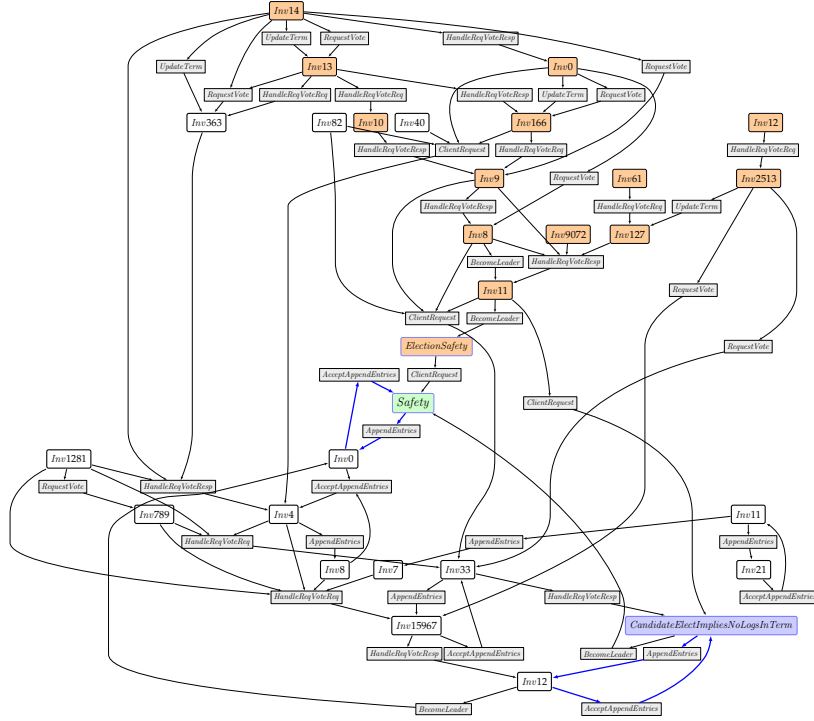 Inv14
UpdateTerm
RequestVote
HandleReqVoteResp
UpdateTerm
Inv13
Inv0
RequestVote
RequestVote
HandleReqVoteReq
HandleReqVoteReq
HandleReqVoteResp
UpdateTerm
RequestVote
Inv363
Inv82
Inv10
Inv40
Inv166
Inv12
HandleReqVoteResp
ClientRequest
HandleReqVoteReq
HandleReqVoteReq
Inv9
RequestVote
Inv61
Inv2513
HandleReqVoteResp
HandleReqVoteReq
UpdateTerm
Inv8
Inv9072
Inv127
BecomeLeader
HandleReqVoteResp
Inv11
RequestVote
ClientRequest
BecomeLeader
ElectionSafety
RequestVote
AcceptAppendEntries
ClientRequest
Safety
ClientRequest
AppendEntries
Inv1281
Inv0
RequestVote
HandleReqVoteResp
AcceptAppendEntries
Inv789
Inv4
Inv11
HandleReqVoteReq
AppendEntries
AppendEntries
AppendEntries
Inv8
Inv7
Inv33
Inv21
HandleReqVoteReq
AppendEntries
HandleReqVoteResp
AcceptAppendEntries
Inv15967
CandidateElectImpliesNoLogsInTerm
HandleReqVoteResp
AcceptAppendEntries
BecomeLeader
AppendEntries
Inv12
BecomeLeader
AcceptAppendEntries